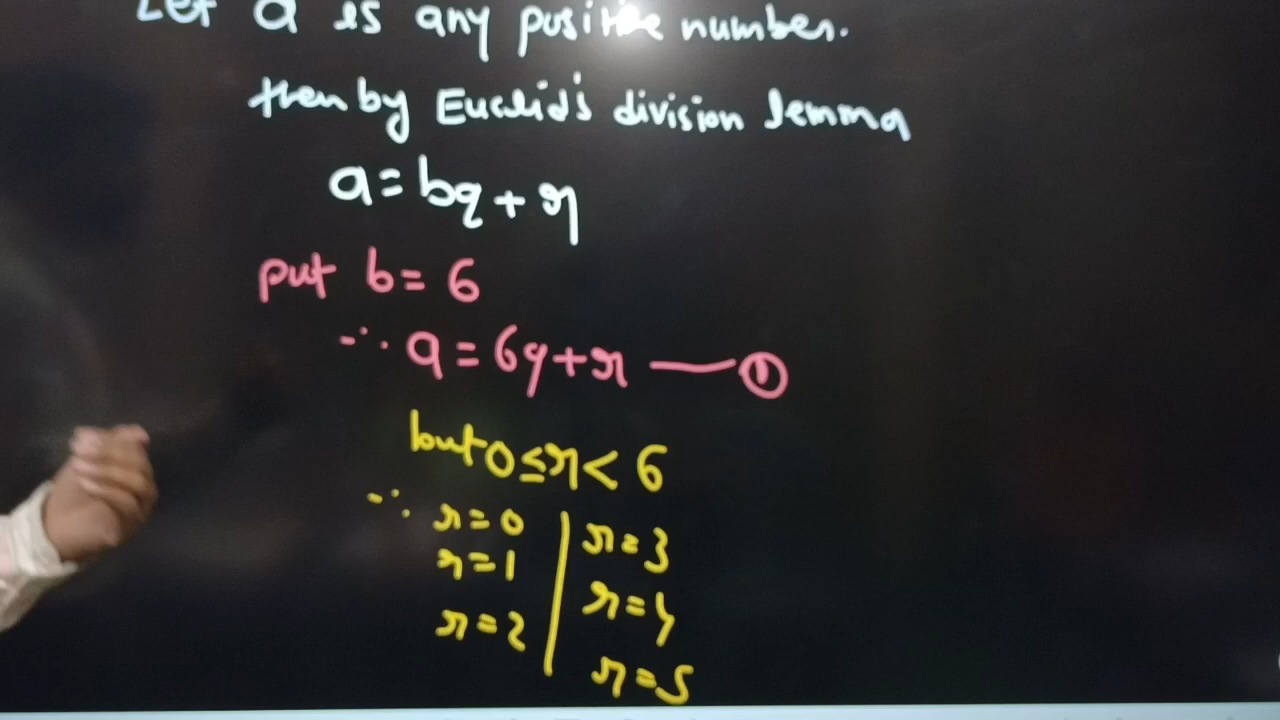 Let a is any positive number.
then by Euclid's division lemma
a = bq + r
put b = 6
∴ a = 6q + r — ①
but 0 ≤ r < 6
∴ r = 0
r = 1
r = 2
r = 3
r = 4
r = 5